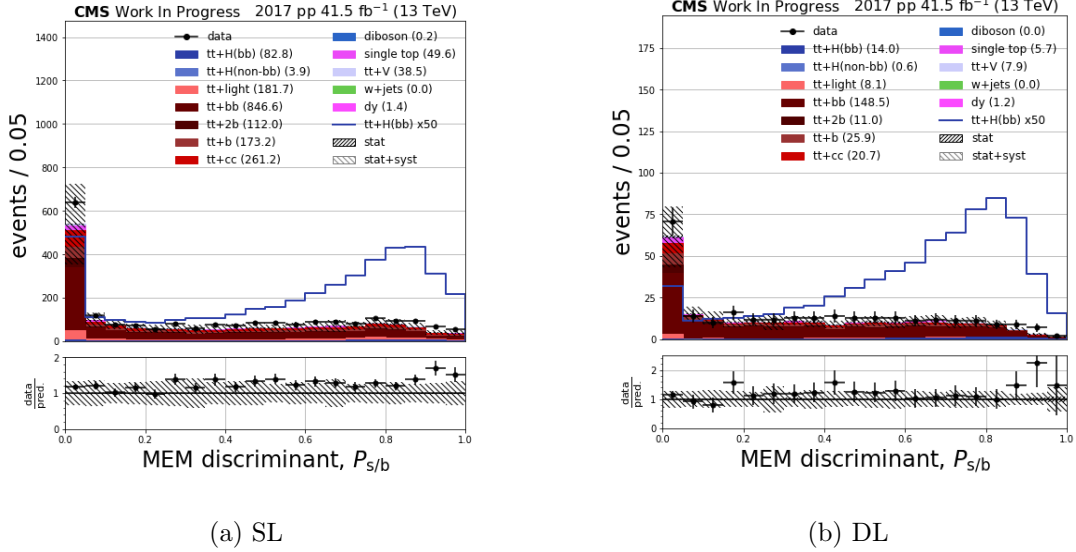 CMS Work In Progress 2017 pp 41.5 fb⁻¹ (13 TeV)
data
tt+H(bb) (82.8)
tt+H(non-bb) (3.9)
tt+light (181.7)
tt+bb (846.6)
tt+2b (112.0)
tt+b (173.2)
tt+cc (261.2)
diboson (0.2)
single top (49.6)
tt+V (38.5)
w+jets (0.0)
dy (1.4)
tt+H(bb) x50
stat
stat+syst
events / 0.05
1400
1200
1000
800
600
400
200
0
data
pred.
2
1
0
0.0 0.2 0.4 0.6 0.8 1.0
MEM discriminant, P_s/b
(a) SL
CMS Work In Progress 2017 pp 41.5 fb⁻¹ (13 TeV)
data
tt+H(bb) (14.0)
tt+H(non-bb) (0.6)
tt+light (8.1)
tt+bb (148.5)
tt+2b (11.0)
tt+b (25.9)
tt+cc (20.7)
diboson (0.0)
single top (5.7)
tt+V (7.9)
w+jets (0.0)
dy (1.2)
tt+H(bb) x50
stat
stat+syst
events / 0.05
175
150
125
100
75
50
25
0
data
pred.
2
1
0
0.0 0.2 0.4 0.6 0.8 1.0
MEM discriminant, P_s/b
(b) DL